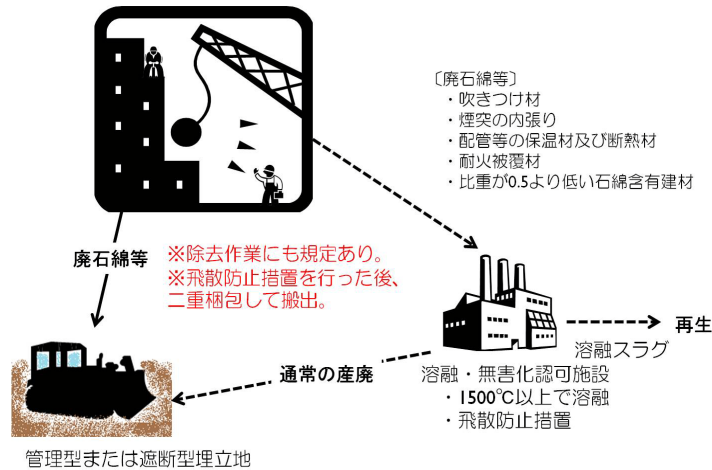 〔廃石綿等〕
・吹きつけ材
・煙突の内張り
・配管等の保温材及び断熱材
・耐火被覆材
・比重が0.5より低い石綿含有建材
廃石綿等
※除去作業にも規定あり。
※飛散防止措置を行った後、
二重梱包して搬出。
再生
溶融スラグ
通常の産廃
溶融・無害化認可施設
・1500℃以上で溶融
・飛散防止措置
管理型または遮断型埋立地